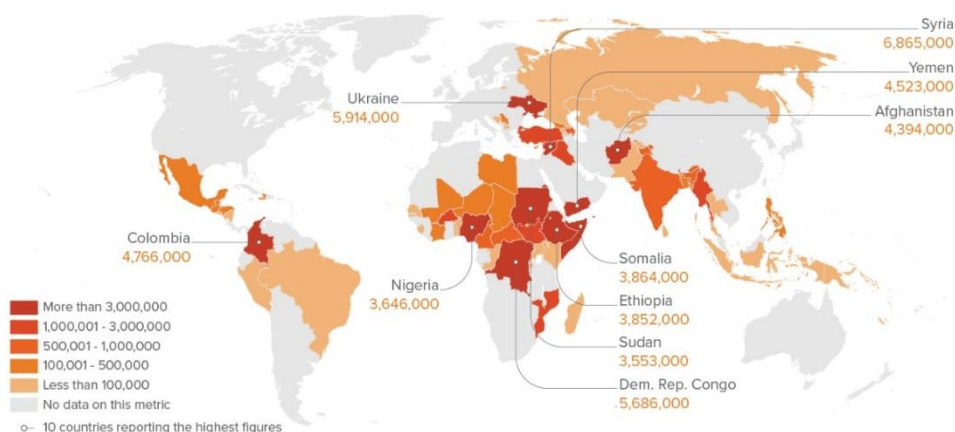 Syria
6,865,000
Yemen
4,523,000
Ukraine
5,914,000
Afghanistan
4,394,000
Colombia
4,766,000
Nigeria
3,646,000
Somalia
3,864,000
Ethiopia
3,852,000
Sudan
3,553,000
Dem. Rep. Congo
5,686,000
More than 3,000,000
1,000,001 - 3,000,000
500,001 - 1,000,000
100,001 - 500,000
Less than 100,000
No data on this metric
10 countries reporting the highest figures